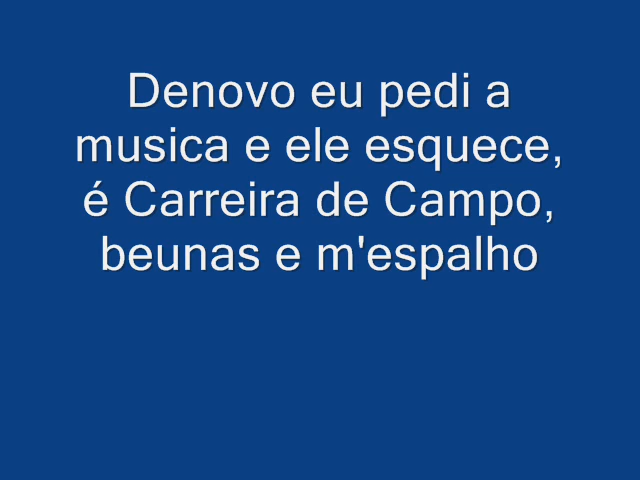 Denovo eu pedi a
musica e ele esquece,
é Carreira de Campo,
beunas e m'espalho